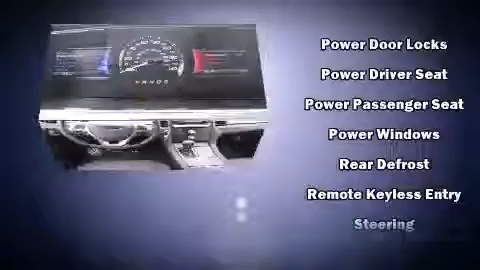 Power Door Locks
Power Driver Seat
Power Passenger Seat
Power Windows
Rear Defrost
Remote Keyless Entry
Steering